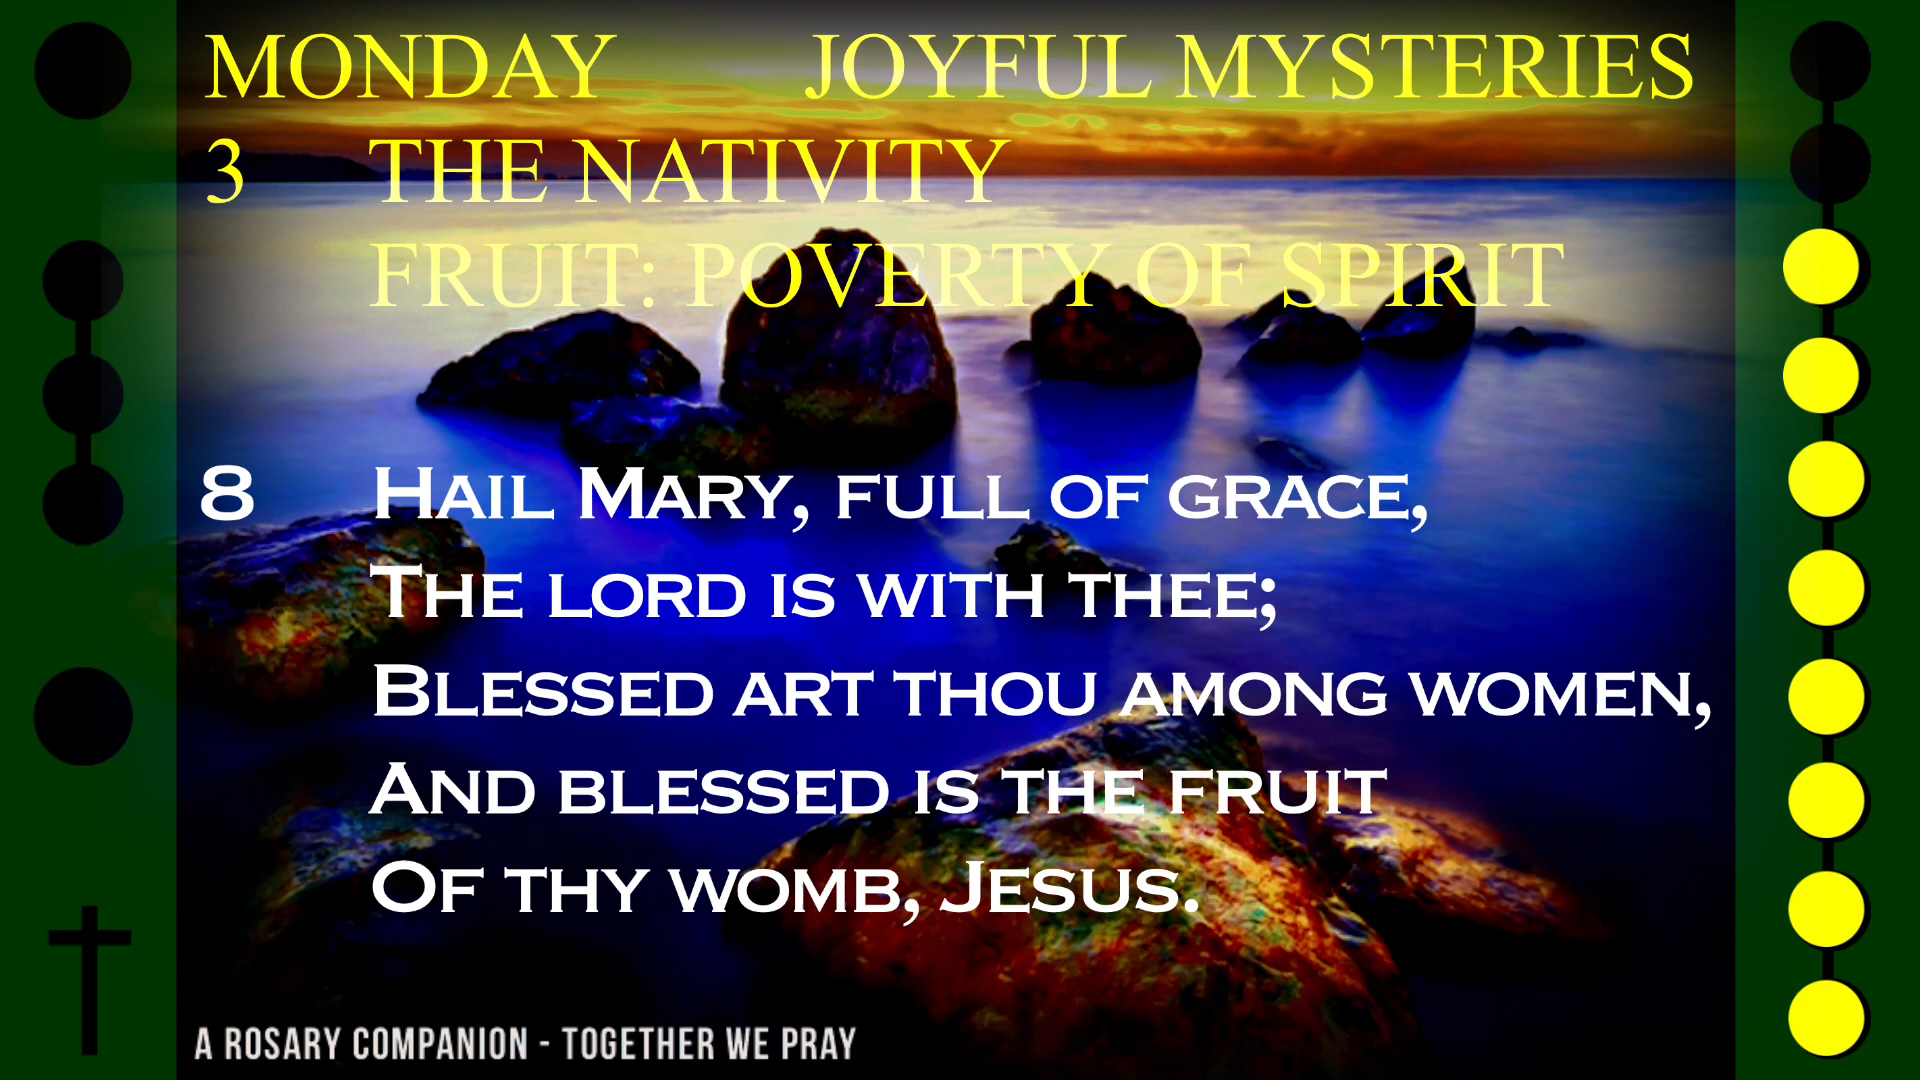 MONDAY JOYFUL MYSTERIES
3 THE NATIVITY
FRUIT: POVERTY OF SPIRIT
8 HAIL MARY, FULL OF GRACE,
THE LORD IS WITH THEE;
BLESSED ART THOU AMONG WOMEN,
AND BLESSED IS THE FRUIT
OF THY WOMB, JESUS.
A ROSARY COMPANION - TOGETHER WE PRAY